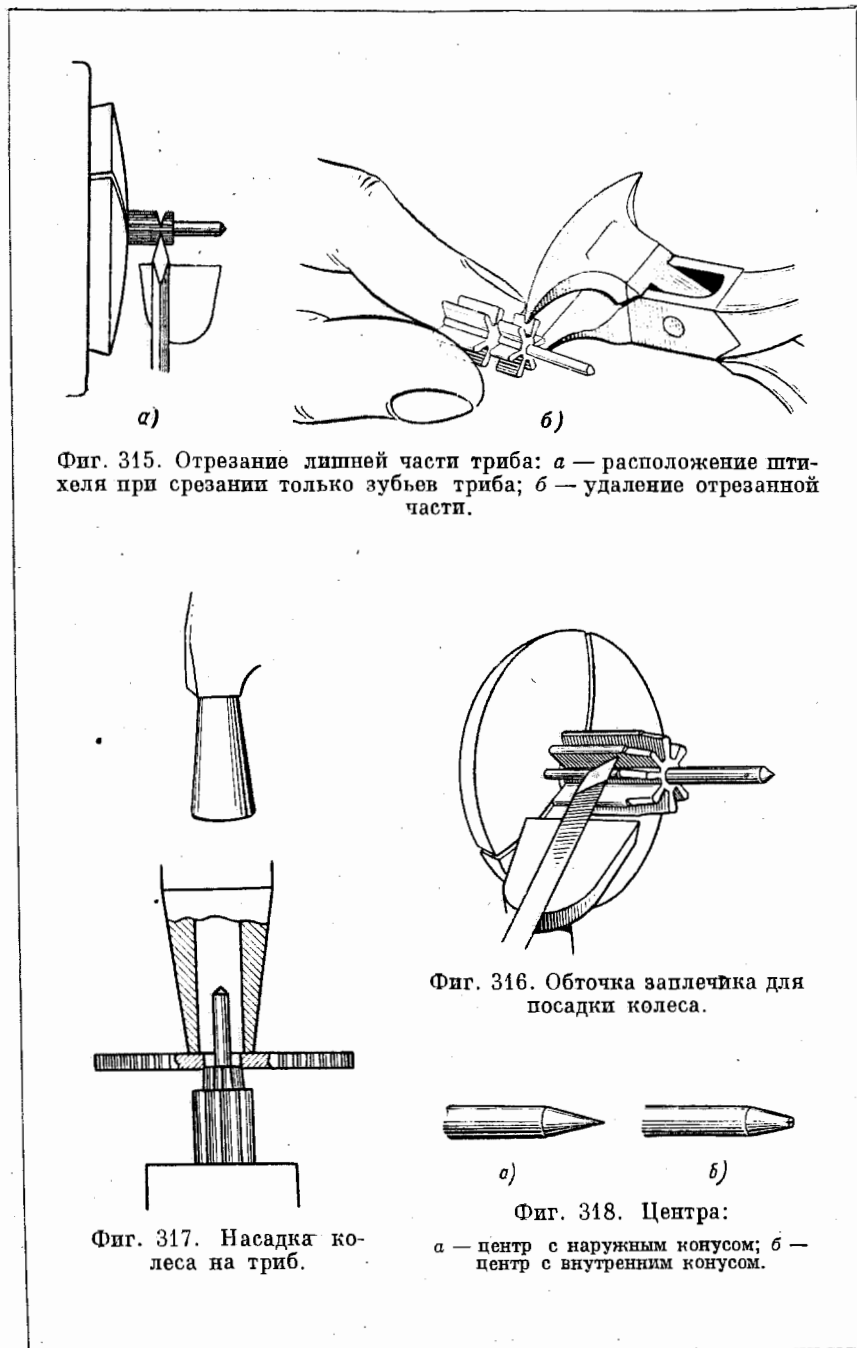 а)
б)
Фиг. 315. Отрезание лишней части триба: а — расположение шти-
хеля при срезании только зубьев триба; б — удаление отрезанной
части.
Фиг. 316. Обточка заплечика для
посадки колеса.
Фиг. 317. Насадка ко-
леса на триб.
а)
б)
Фиг. 318. Центра:
а — центр с наружным конусом; б —
центр с внутренним конусом.